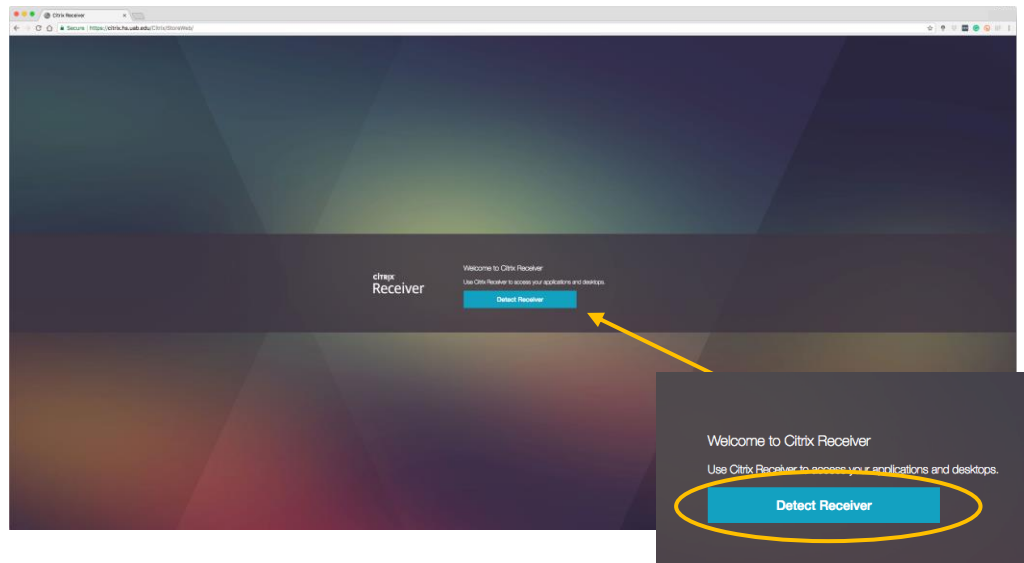 Citrix Receiver
Secure https://citrix.hs.uab.edu/Citrix/StoreWeb/
Welcome to Citrix Receiver
Use Citrix Receiver to access your applications and desktops.
citrix
Receiver
Detect Receiver
Welcome to Citrix Receiver
Use Citrix Receiver to access your applications and desktops.
Detect Receiver